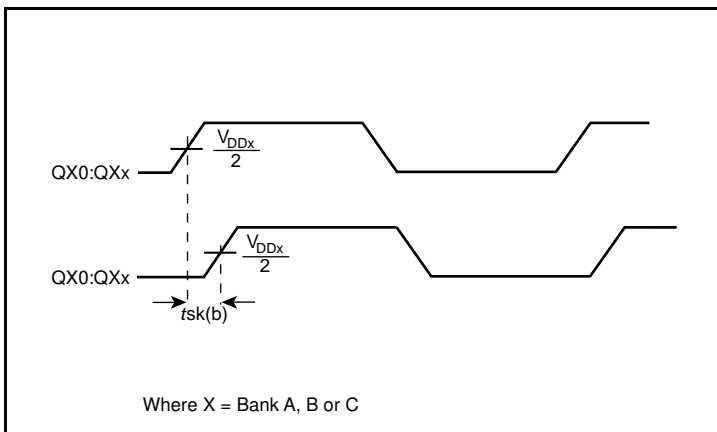 VDDx
2
QX0:QXx
VDDx
2
QX0:QXx
tsk(b)
Where X = Bank A, B or C